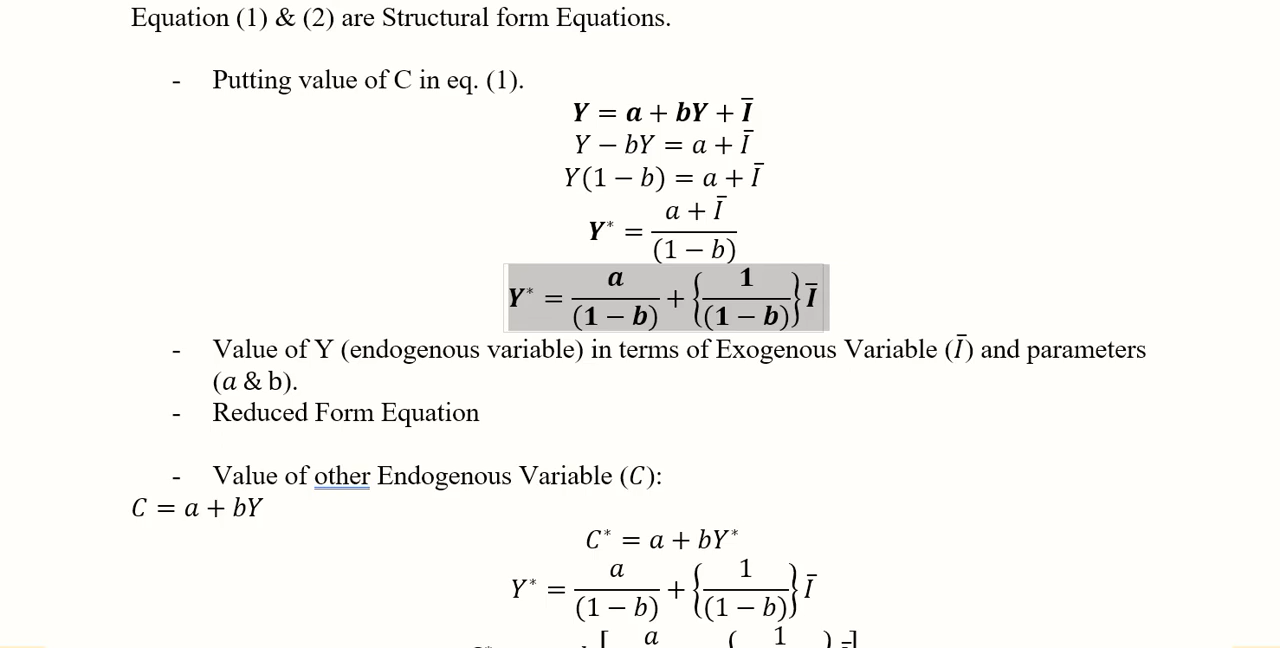 Equation (1) & (2) are Structural form Equations.
- Putting value of C in eq. (1).
Y = a + bY + Ī
Y − bY = a + Ī
Y(1 − b) = a + Ī
Y* = (a + Ī) / (1 − b)
Y* = a / (1 − b) + {1 / (1 − b)} Ī
- Value of Y (endogenous variable) in terms of Exogenous Variable (Ī) and parameters
(a & b).
- Reduced Form Equation
- Value of other Endogenous Variable (C):
C = a + bY
C* = a + bY*
Y* = a / (1 − b) + {1 / (1 − b)} Ī